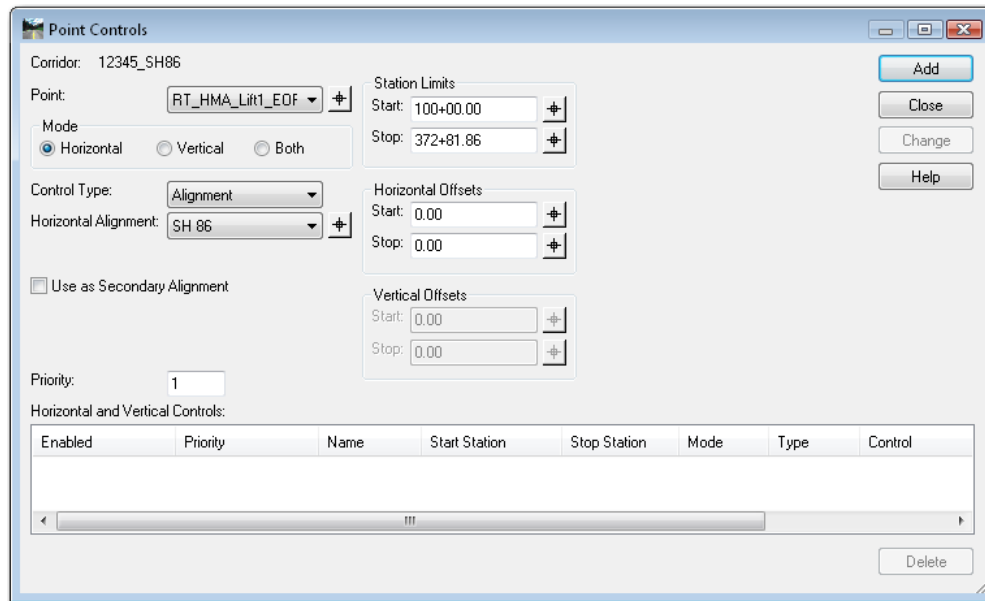 Point Controls
Corridor: 12345_SH86
Add
Point: RT_HMA_Lift1_EOF
Station Limits
Start: 100+00.00
Stop: 372+81.86
Close
Mode
Horizontal Vertical Both
Change
Help
Control Type: Alignment
Horizontal Alignment: SH 86
Horizontal Offsets
Start: 0.00
Stop: 0.00
Use as Secondary Alignment
Vertical Offsets
Start: 0.00
Stop: 0.00
Priority: 1
Horizontal and Vertical Controls:
Enabled Priority Name Start Station Stop Station Mode Type Control
Delete